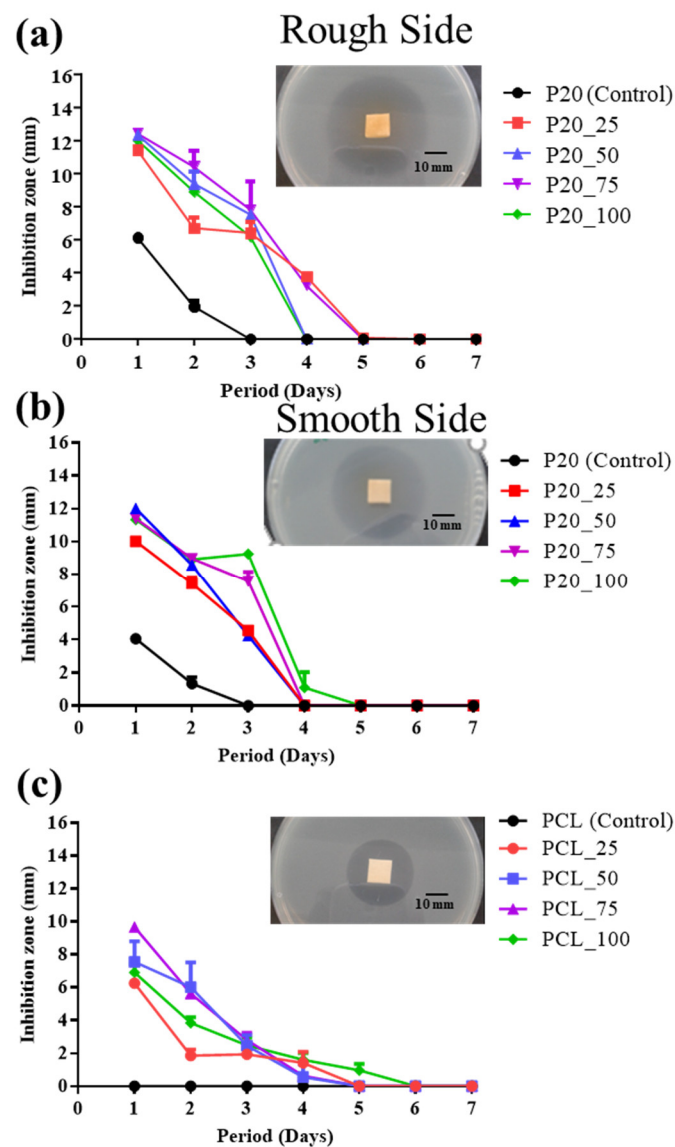 (a)
Rough Side
Inhibition zone (mm)
16
14
12
10
8
6
4
2
0
0 1 2 3 4 5 6 7
Period (Days)
10 mm
P20 (Control)
P20_25
P20_50
P20_75
P20_100
(b)
Smooth Side
Inhibition zone (mm)
16
14
12
10
8
6
4
2
0
0 1 2 3 4 5 6 7
Period (Days)
10 mm
P20 (Control)
P20_25
P20_50
P20_75
P20_100
(c)
Inhibition zone (mm)
16
14
12
10
8
6
4
2
0
0 1 2 3 4 5 6 7
Period (Days)
10 mm
PCL (Control)
PCL_25
PCL_50
PCL_75
PCL_100